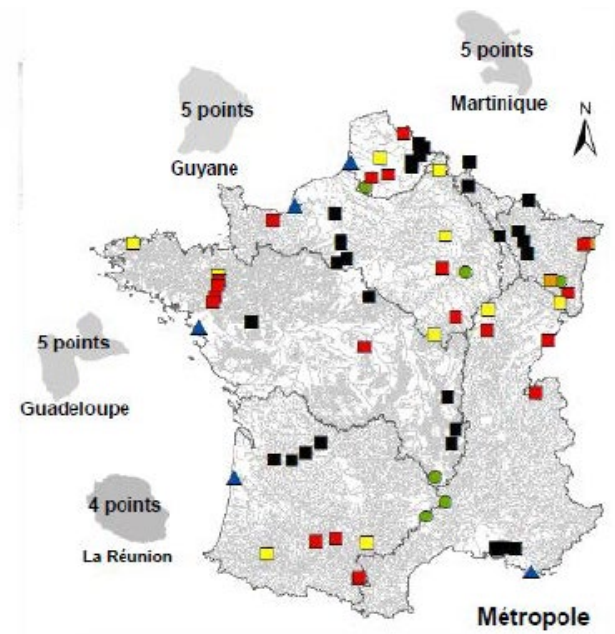 5 points
Martinique
5 points
Guyane
N
5 points
Guadeloupe
4 points
La Réunion
Métropole